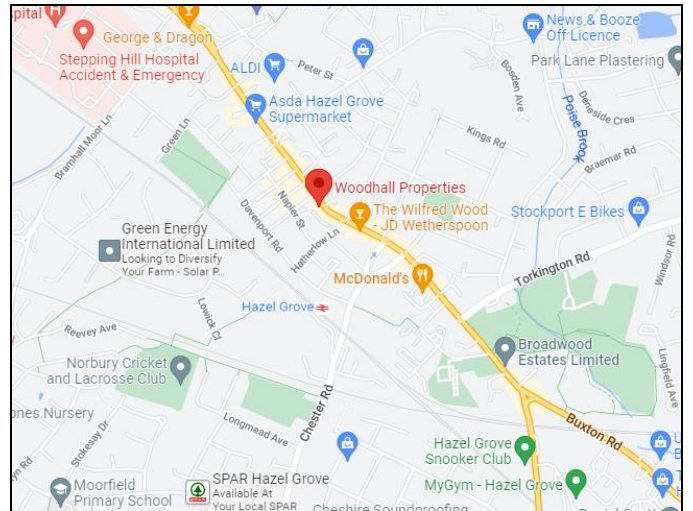 spital
George & Dragon
Stepping Hill Hospital
Accident & Emergency
ALDI
Peter St
News & Booze
Off Licence
Park Lane Plastering
Bosden Ave
Poise Brook
Deneside Cres
Asda Hazel Grove
Supermarket
Kings Rd
Braemar Rd
Bramhall Moor Ln
Green Ln
Woodhall Properties
Napier St
Davenport Rd
Hatherlow Ln
The Wilfred Wood
- JD Wetherspoon
Stockport E Bikes
Green Energy
International Limited
Looking to Diversify
Your Farm - Solar P...
McDonald's
Torkington Rd
Windsor Rd
Hazel Grove
Lowick Cl
Reevey Ave
Broadwood
Estates Limited
Lingfield Ave
Norbury Cricket
and Lacrosse Club
Chester Rd
ones Nursery
Longmead Ave
Stokesay Dr
Buxton Rd
Hazel Grove
Snooker Club
yn Rd
Moorfield
Primary School
SPAR Hazel Grove
Available At
Your Local SPAR
SPAR
MyGym - Hazel Grove
Cheshire Soundproofing